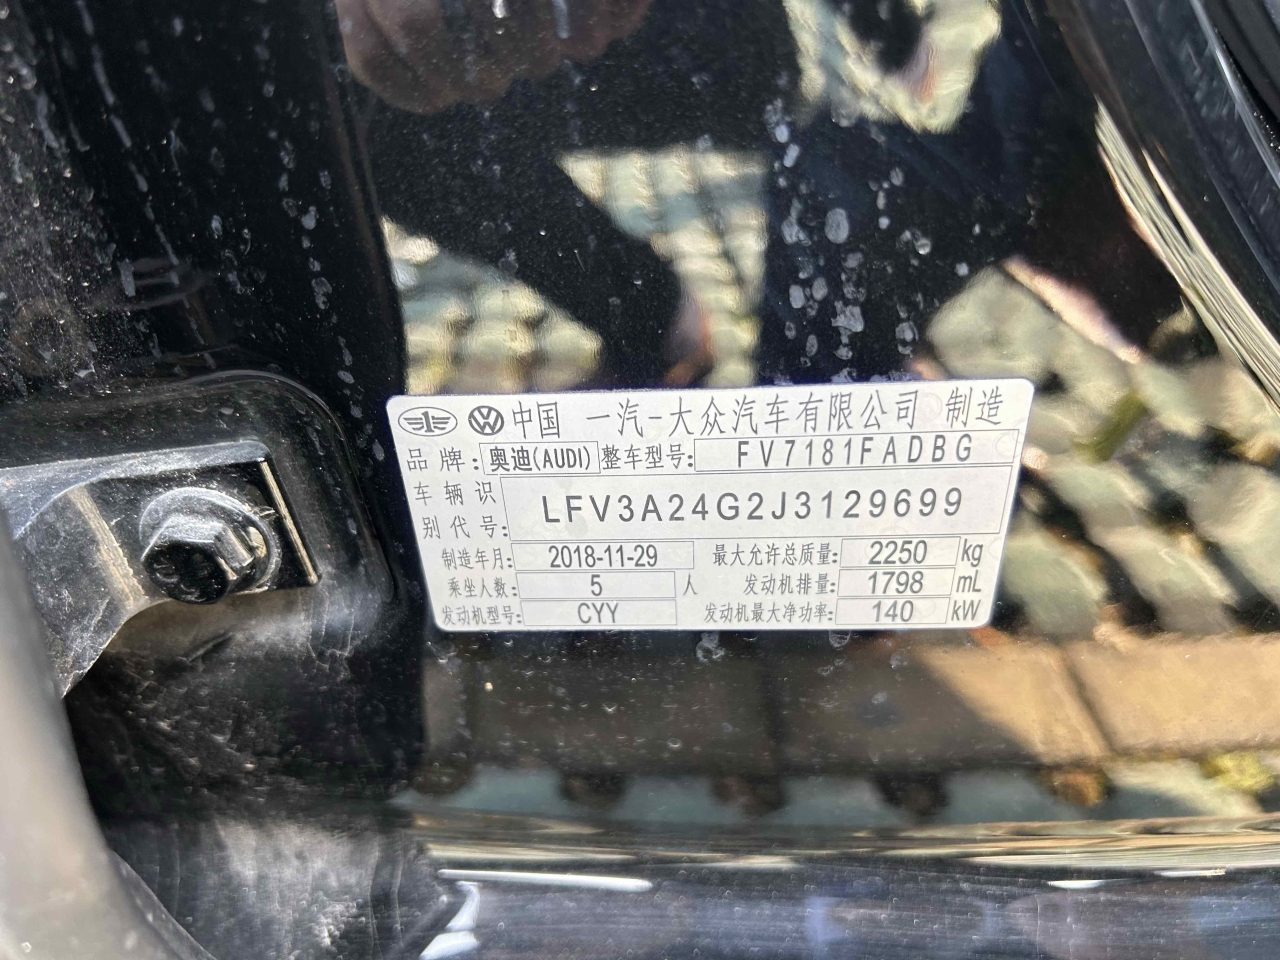 中国 一汽-大众汽车有限公司 制造
品牌: 奥迪(AUDI) 整车型号: FV7181FADBG
车辆识别代号: LFV3A24G2J3129699
制造年月: 2018-11-29 最大允许总质量: 2250 kg
乘坐人数: 5 人 发动机排量: 1798 mL
发动机型号: CYY 发动机最大净功率: 140 kW